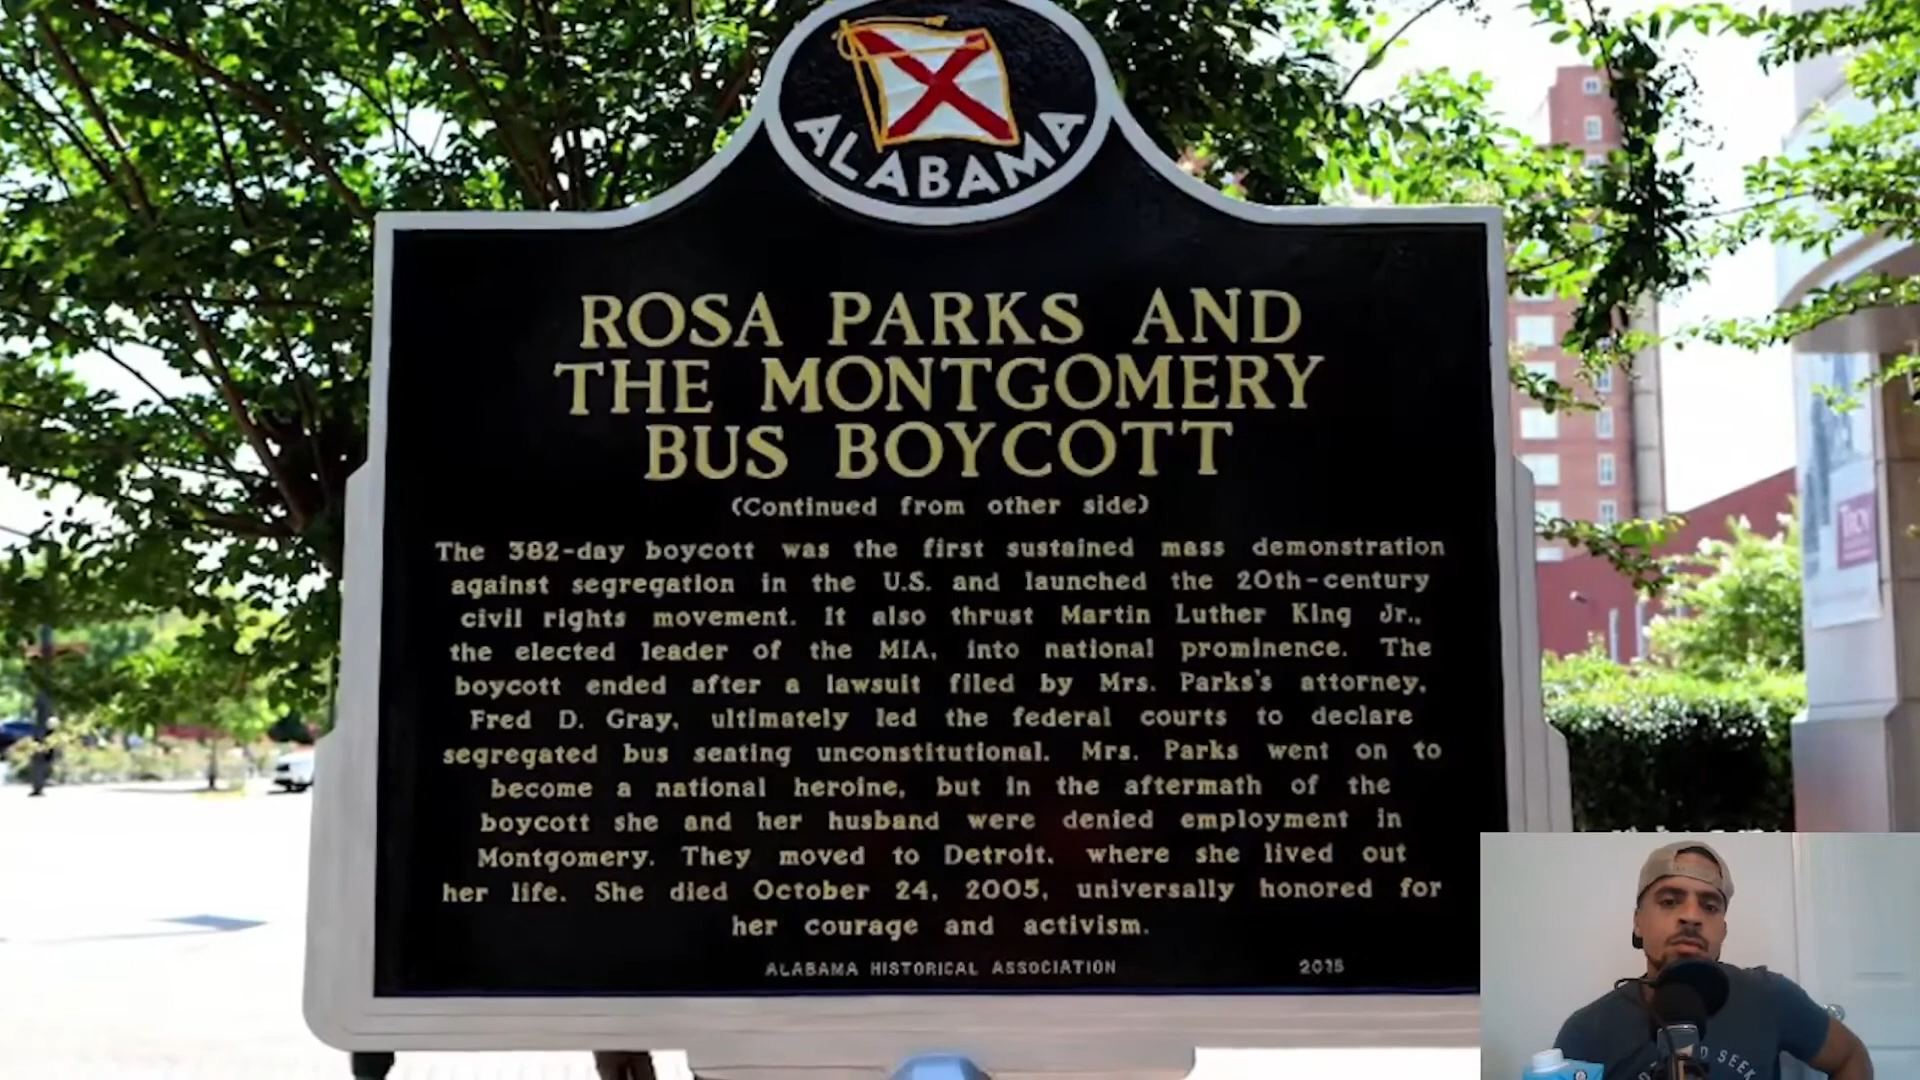 ALABAMA
ROSA PARKS AND
THE MONTGOMERY
BUS BOYCOTT
(Continued from other side)
The 382-day boycott was the first sustained mass demonstration
against segregation in the U.S. and launched the 20th-century
civil rights movement. It also thrust Martin Luther King Jr.,
the elected leader of the MIA, into national prominence. The
boycott ended after a lawsuit filed by Mrs. Parks's attorney,
Fred D. Gray, ultimately led the federal courts to declare
segregated bus seating unconstitutional. Mrs. Parks went on to
become a national heroine, but in the aftermath of the
boycott she and her husband were denied employment in
Montgomery. They moved to Detroit, where she lived out
her life. She died October 24, 2005, universally honored for
her courage and activism.
ALABAMA HISTORICAL ASSOCIATION 2015
TROY
SEEK